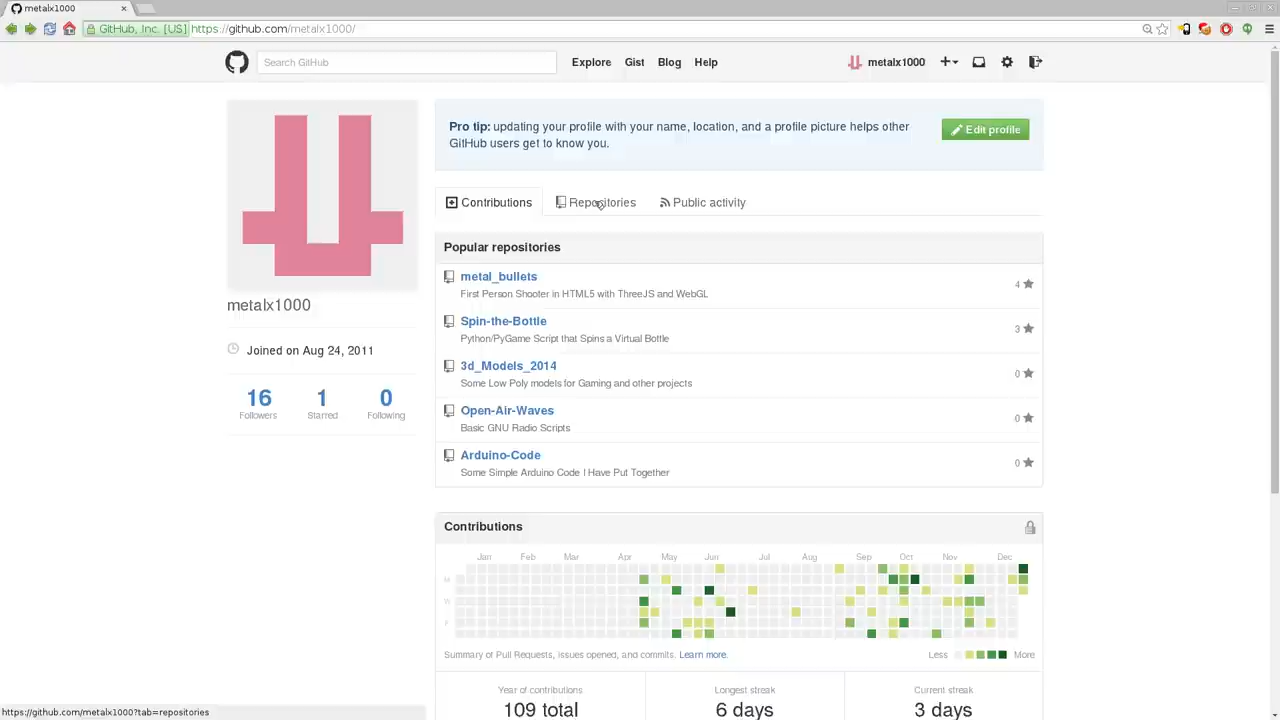 metalx1000
GitHub, Inc. [US] https://github.com/metalx1000/
Search GitHub
Explore Gist Blog Help
metalx1000
Pro tip: updating your profile with your name, location, and a profile picture helps other
GitHub users get to know you.
Edit profile
metalx1000
Joined on Aug 24, 2011
16 1 0
Followers Starred Following
Contributions Repositories Public activity
Popular repositories
metal_bullets
First Person Shooter in HTML5 with ThreeJS and WebGL
4
Spin-the-Bottle
Python/PyGame Script that Spins a Virtual Bottle
3
3d_Models_2014
Some Low Poly models for Gaming and other projects
0
Open-Air-Waves
Basic GNU Radio Scripts
0
Arduino-Code
Some Simple Arduino Code I Have Put Together
0
Contributions
Jan Feb Mar Apr May Jun Jul Aug Sep Oct Nov Dec
M
W
F
Summary of Pull Requests, issues opened, and commits. Learn more.
Less More
Year of contributions Longest streak Current streak
109 total 6 days 3 days
https://github.com/metalx1000?tab=repositories